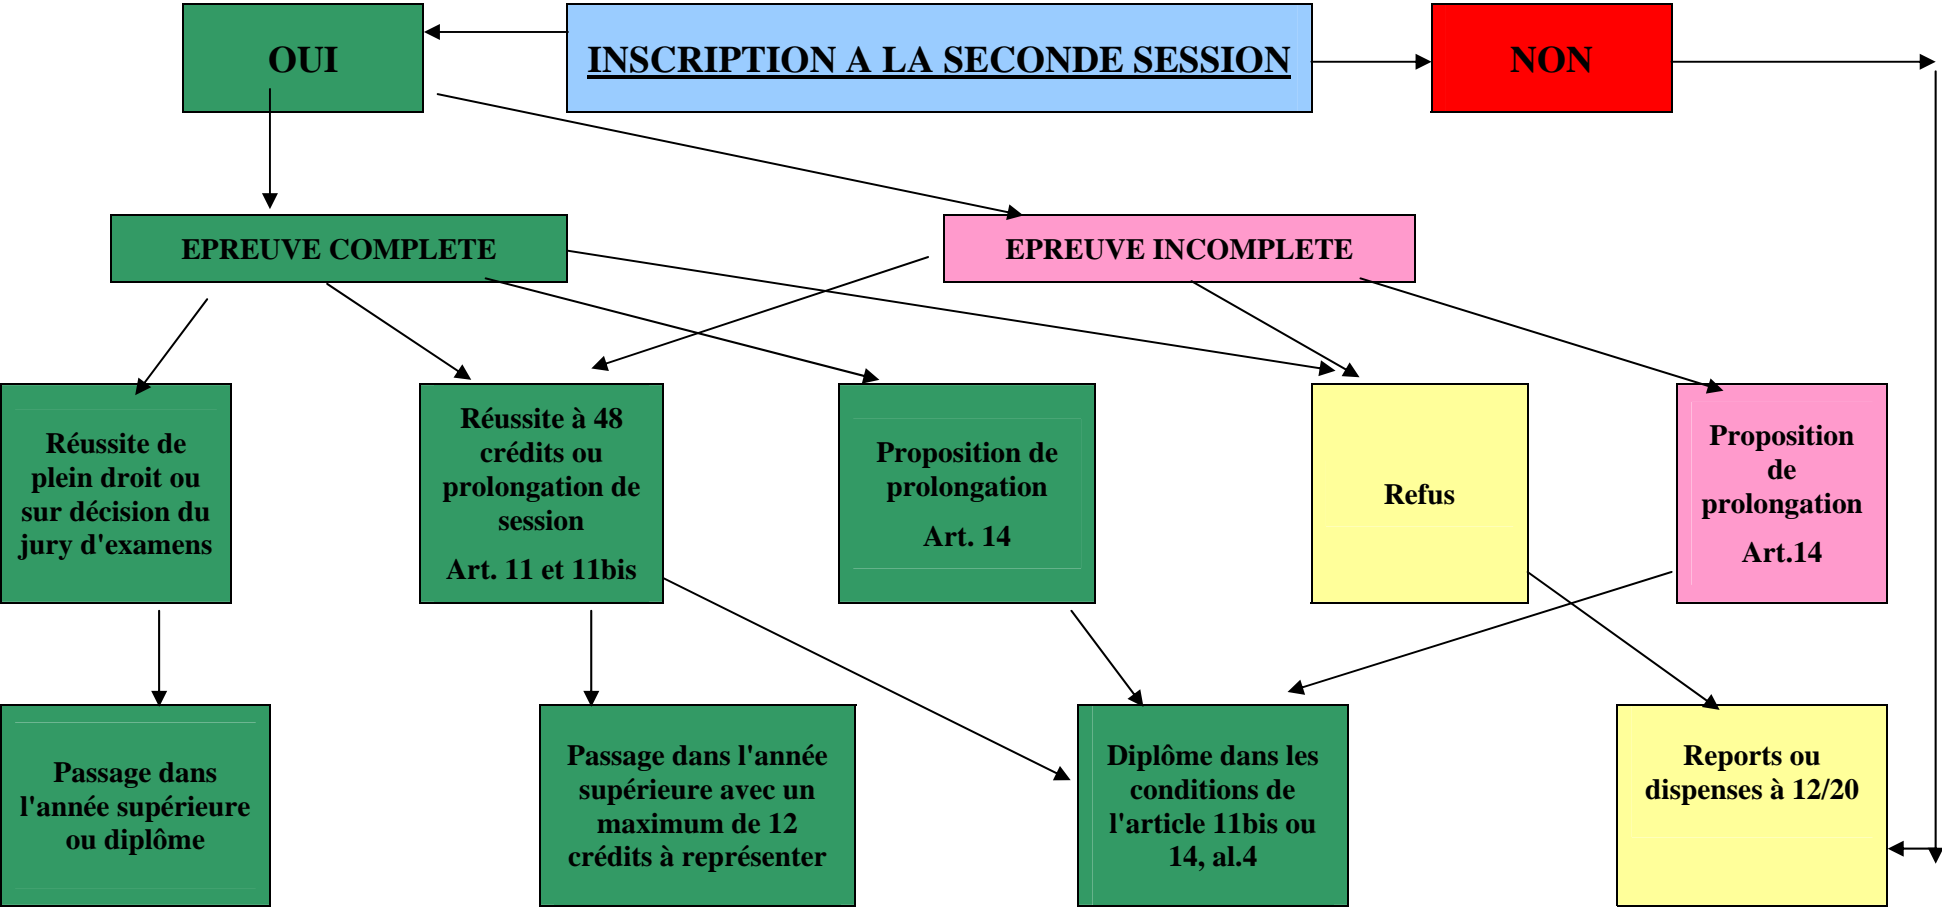 OUI
INSCRIPTION A LA SECONDE SESSION
NON
EPREUVE COMPLETE
EPREUVE INCOMPLETE
Réussite de
plein droit ou
sur décision du
jury d'examens
Réussite à 48
crédits ou
prolongation de
session
Art. 11 et 11bis
Proposition de
prolongation
Art. 14
Refus
Proposition
de
prolongation
Art.14
Passage dans
l'année supérieure
ou diplôme
Passage dans l'année
supérieure avec un
maximum de 12
crédits à représenter
Diplôme dans les
conditions de
l'article 11bis ou
14, al.4
Reports ou
dispenses à 12/20